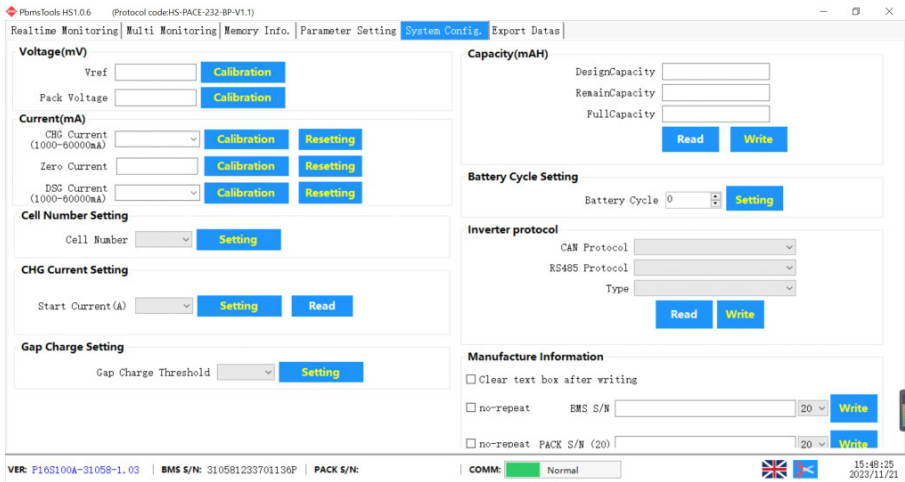 PbmsTools HS1.0.6 (Protocol code:HS-PACE-232-BP-V1.1)
Realtime Monitoring Multi Monitoring Memory Info. Parameter Setting System Config. Export Datas
Voltage(mV)
Vref Calibration
Pack Voltage Calibration
Current(mA)
CHG Current
(1000-60000mA) Calibration Resetting
Zero Current Calibration Resetting
DSG Current
(1000-60000mA) Calibration Resetting
Cell Number Setting
Cell Number Setting
CHG Current Setting
Start Current(A) Setting Read
Gap Charge Setting
Gap Charge Threshold Setting
Capacity(mAH)
DesignCapacity
RemainCapacity
FullCapacity
Read Write
Battery Cycle Setting
Battery Cycle 0 Setting
Inverter protocol
CAN Protocol
RS485 Protocol
Type
Read Write
Manufacture Information
Clear text box after writing
no-repeat BMS S/N 20 Write
no-repeat PACK S/N (20) 20 Write
VER: P16S100A-31058-1.03 BMS S/N: 310581233701136P PACK S/N: COMM: Normal 15:48:25
2023/11/21